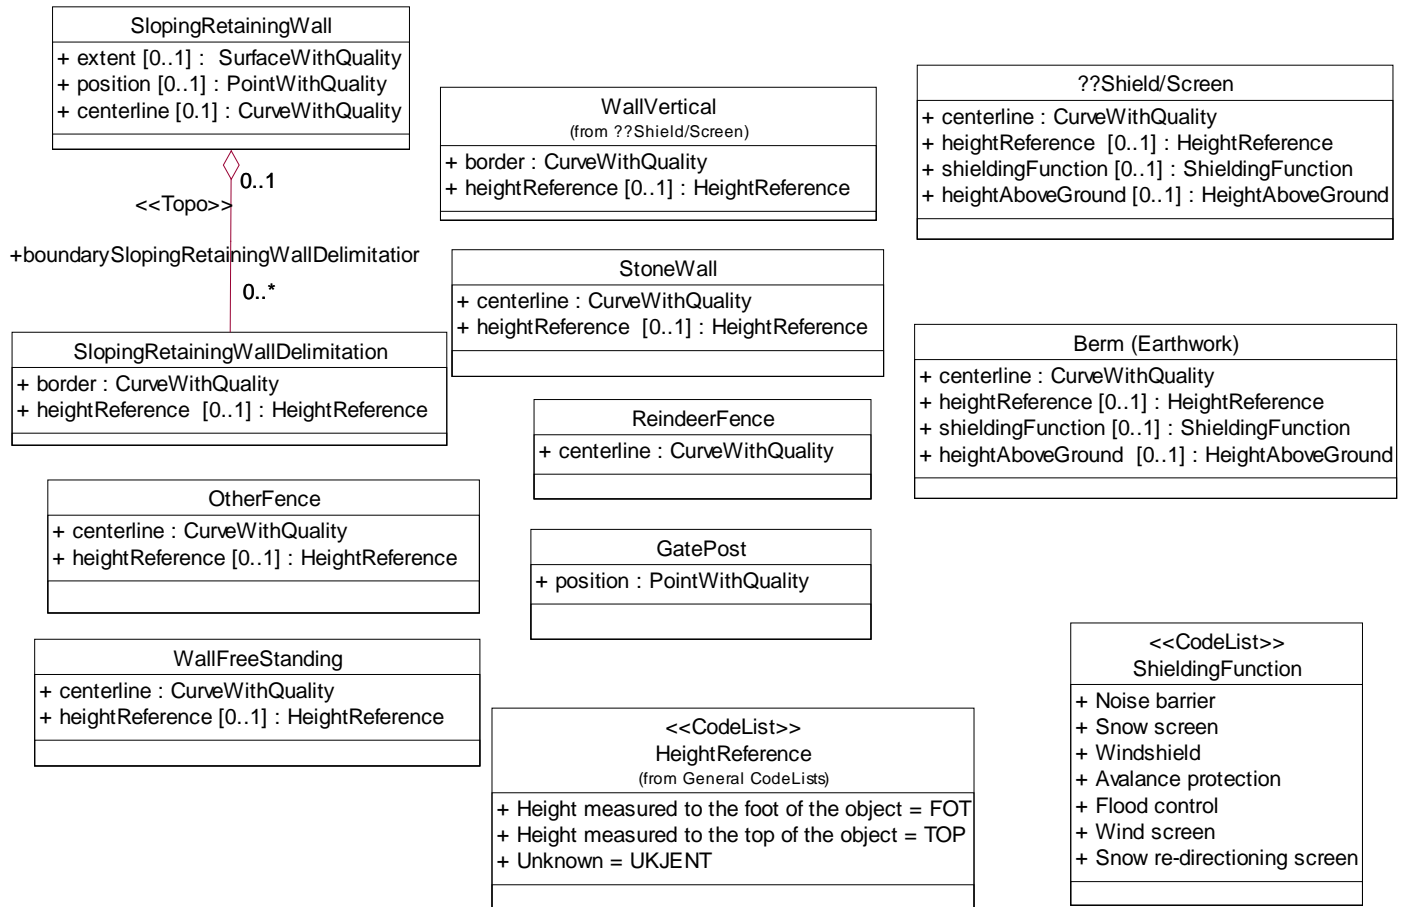 SlopingRetainingWall
+ extent [0..1] :  SurfaceWithQuality
+ position [0..1] : PointWithQuality
+ centerline [0.1] : CurveWithQuality
0..1
<<Topo>>
+boundarySlopingRetainingWallDelimitatior
0..*
SlopingRetainingWallDelimitation
+ border : CurveWithQuality
+ heightReference  [0..1] : HeightReference
OtherFence
+ centerline : CurveWithQuality
+ heightReference [0..1] : HeightReference
WallFreeStanding
+ centerline : CurveWithQuality
+ heightReference [0..1] : HeightReference
WallVertical
(from ??Shield/Screen)
+ border : CurveWithQuality
+ heightReference [0..1] : HeightReference
StoneWall
+ centerline : CurveWithQuality
+ heightReference  [0..1] : HeightReference
ReindeerFence
+ centerline : CurveWithQuality
GatePost
+ position : PointWithQuality
<<CodeList>>
HeightReference
(from General CodeLists)
+ Height measured to the foot of the object = FOT
+ Height measured to the top of the object = TOP
+ Unknown = UKJENT
??Shield/Screen
+ centerline : CurveWithQuality
+ heightReference  [0..1] : HeightReference
+ shieldingFunction [0..1] : ShieldingFunction
+ heightAboveGround [0..1] : HeightAboveGround
Berm (Earthwork)
+ centerline : CurveWithQuality
+ heightReference [0..1] : HeightReference
+ shieldingFunction [0..1] : ShieldingFunction
+ heightAboveGround  [0..1] : HeightAboveGround
<<CodeList>>
ShieldingFunction
+ Noise barrier
+ Snow screen
+ Windshield
+ Avalance protection
+ Flood control
+ Wind screen
+ Snow re-directioning screen